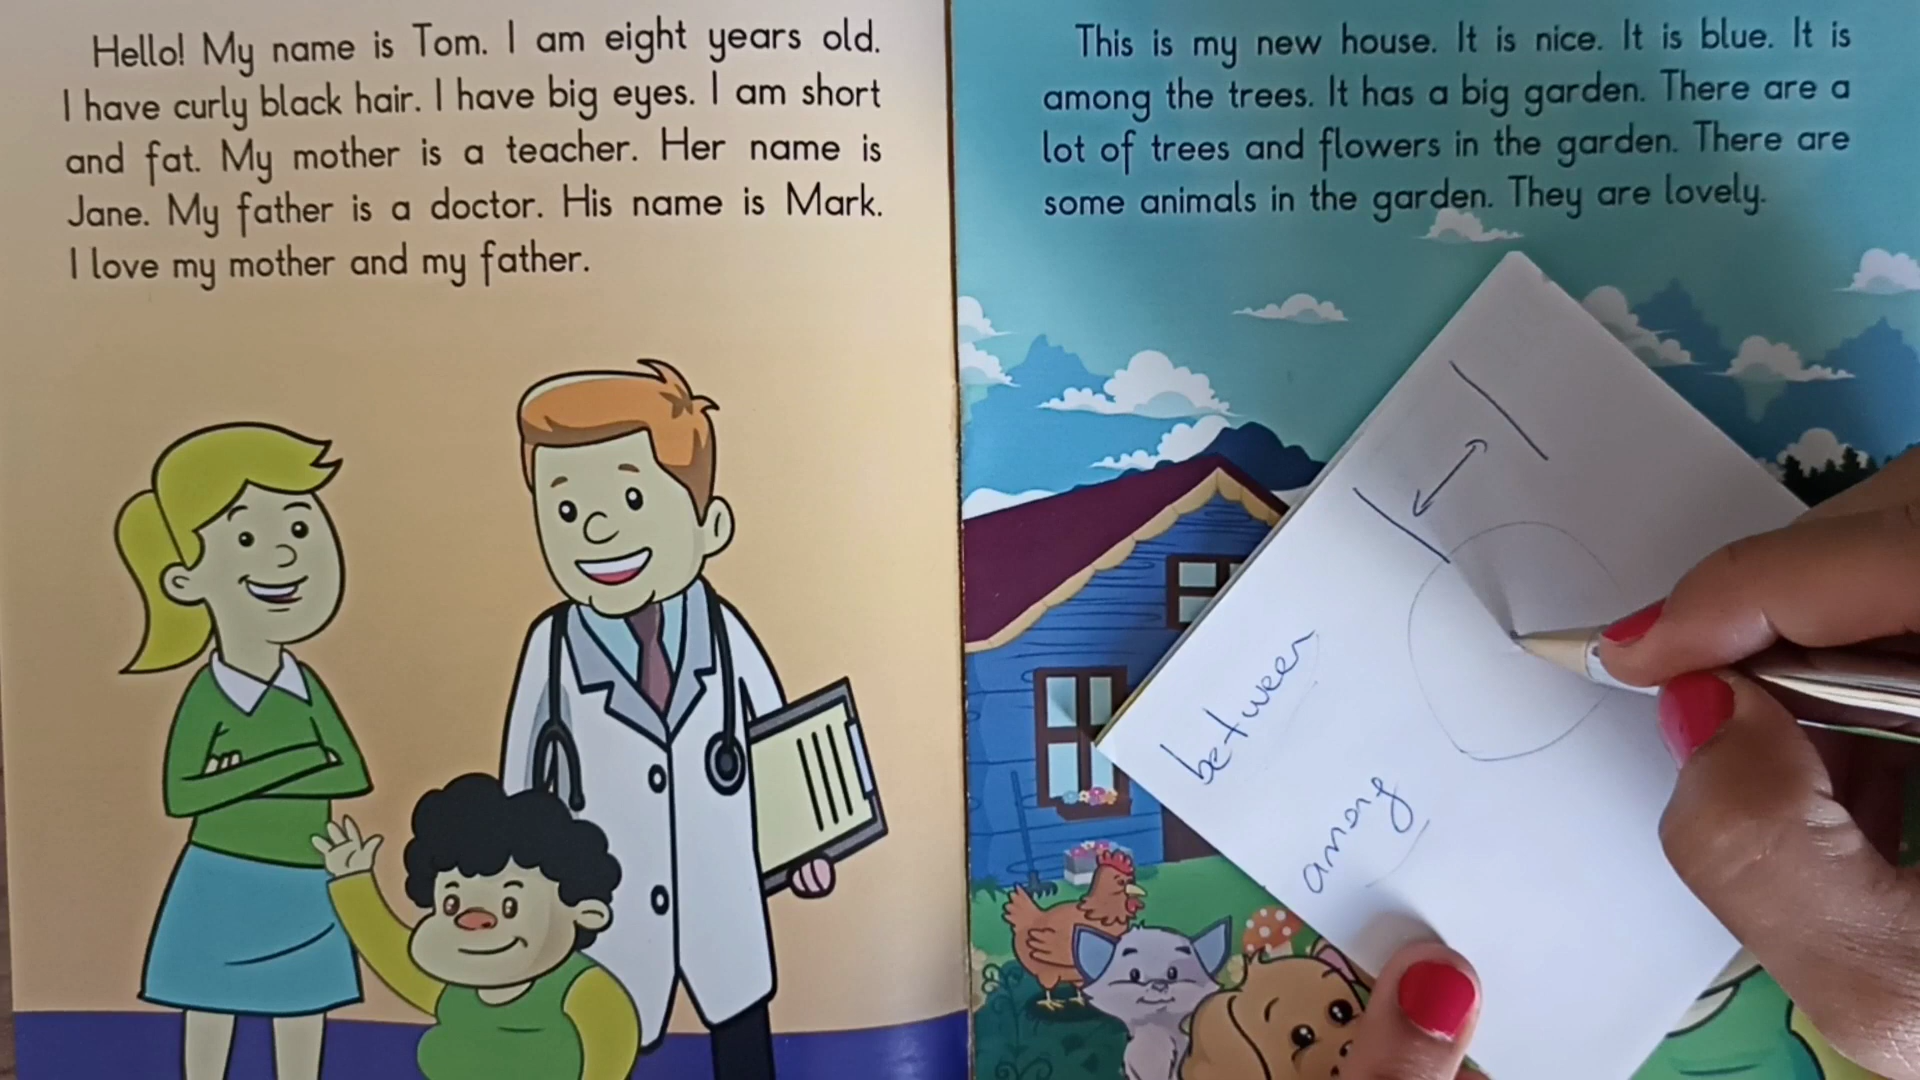 Hello! My name is Tom. I am eight years old.
I have curly black hair. I have big eyes. I am short
and fat. My mother is a teacher. Her name is
Jane. My father is a doctor. His name is Mark.
I love my mother and my father.
This is my new house. It is nice. It is blue. It is
among the trees. It has a big garden. There are a
lot of trees and flowers in the garden. There are
some animals in the garden. They are lovely.
between
among